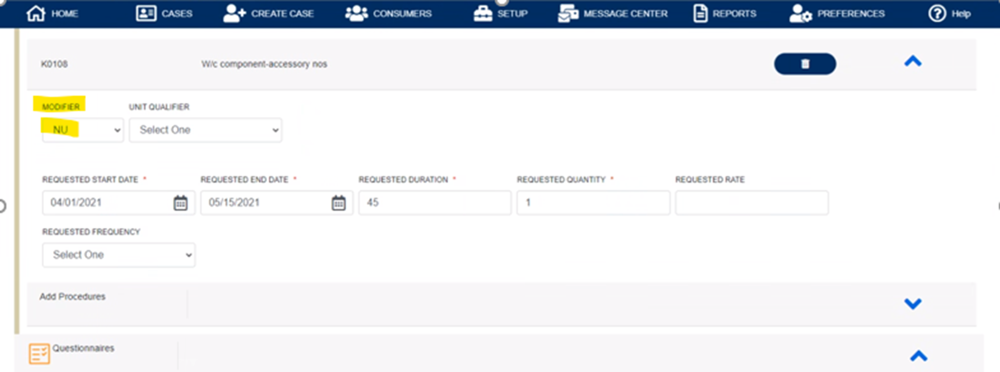 HOME CASES CREATE CASE CONSUMERS SETUP MESSAGE CENTER REPORTS PREFERENCES Help
K0108 W/c component-accessory nos
MODIFIER UNIT QUALIFIER
NU Select One
REQUESTED START DATE * REQUESTED END DATE * REQUESTED DURATION * REQUESTED QUANTITY * REQUESTED RATE
04/01/2021 05/15/2021 45 1
REQUESTED FREQUENCY
Select One
Add Procedures
Questionnaires